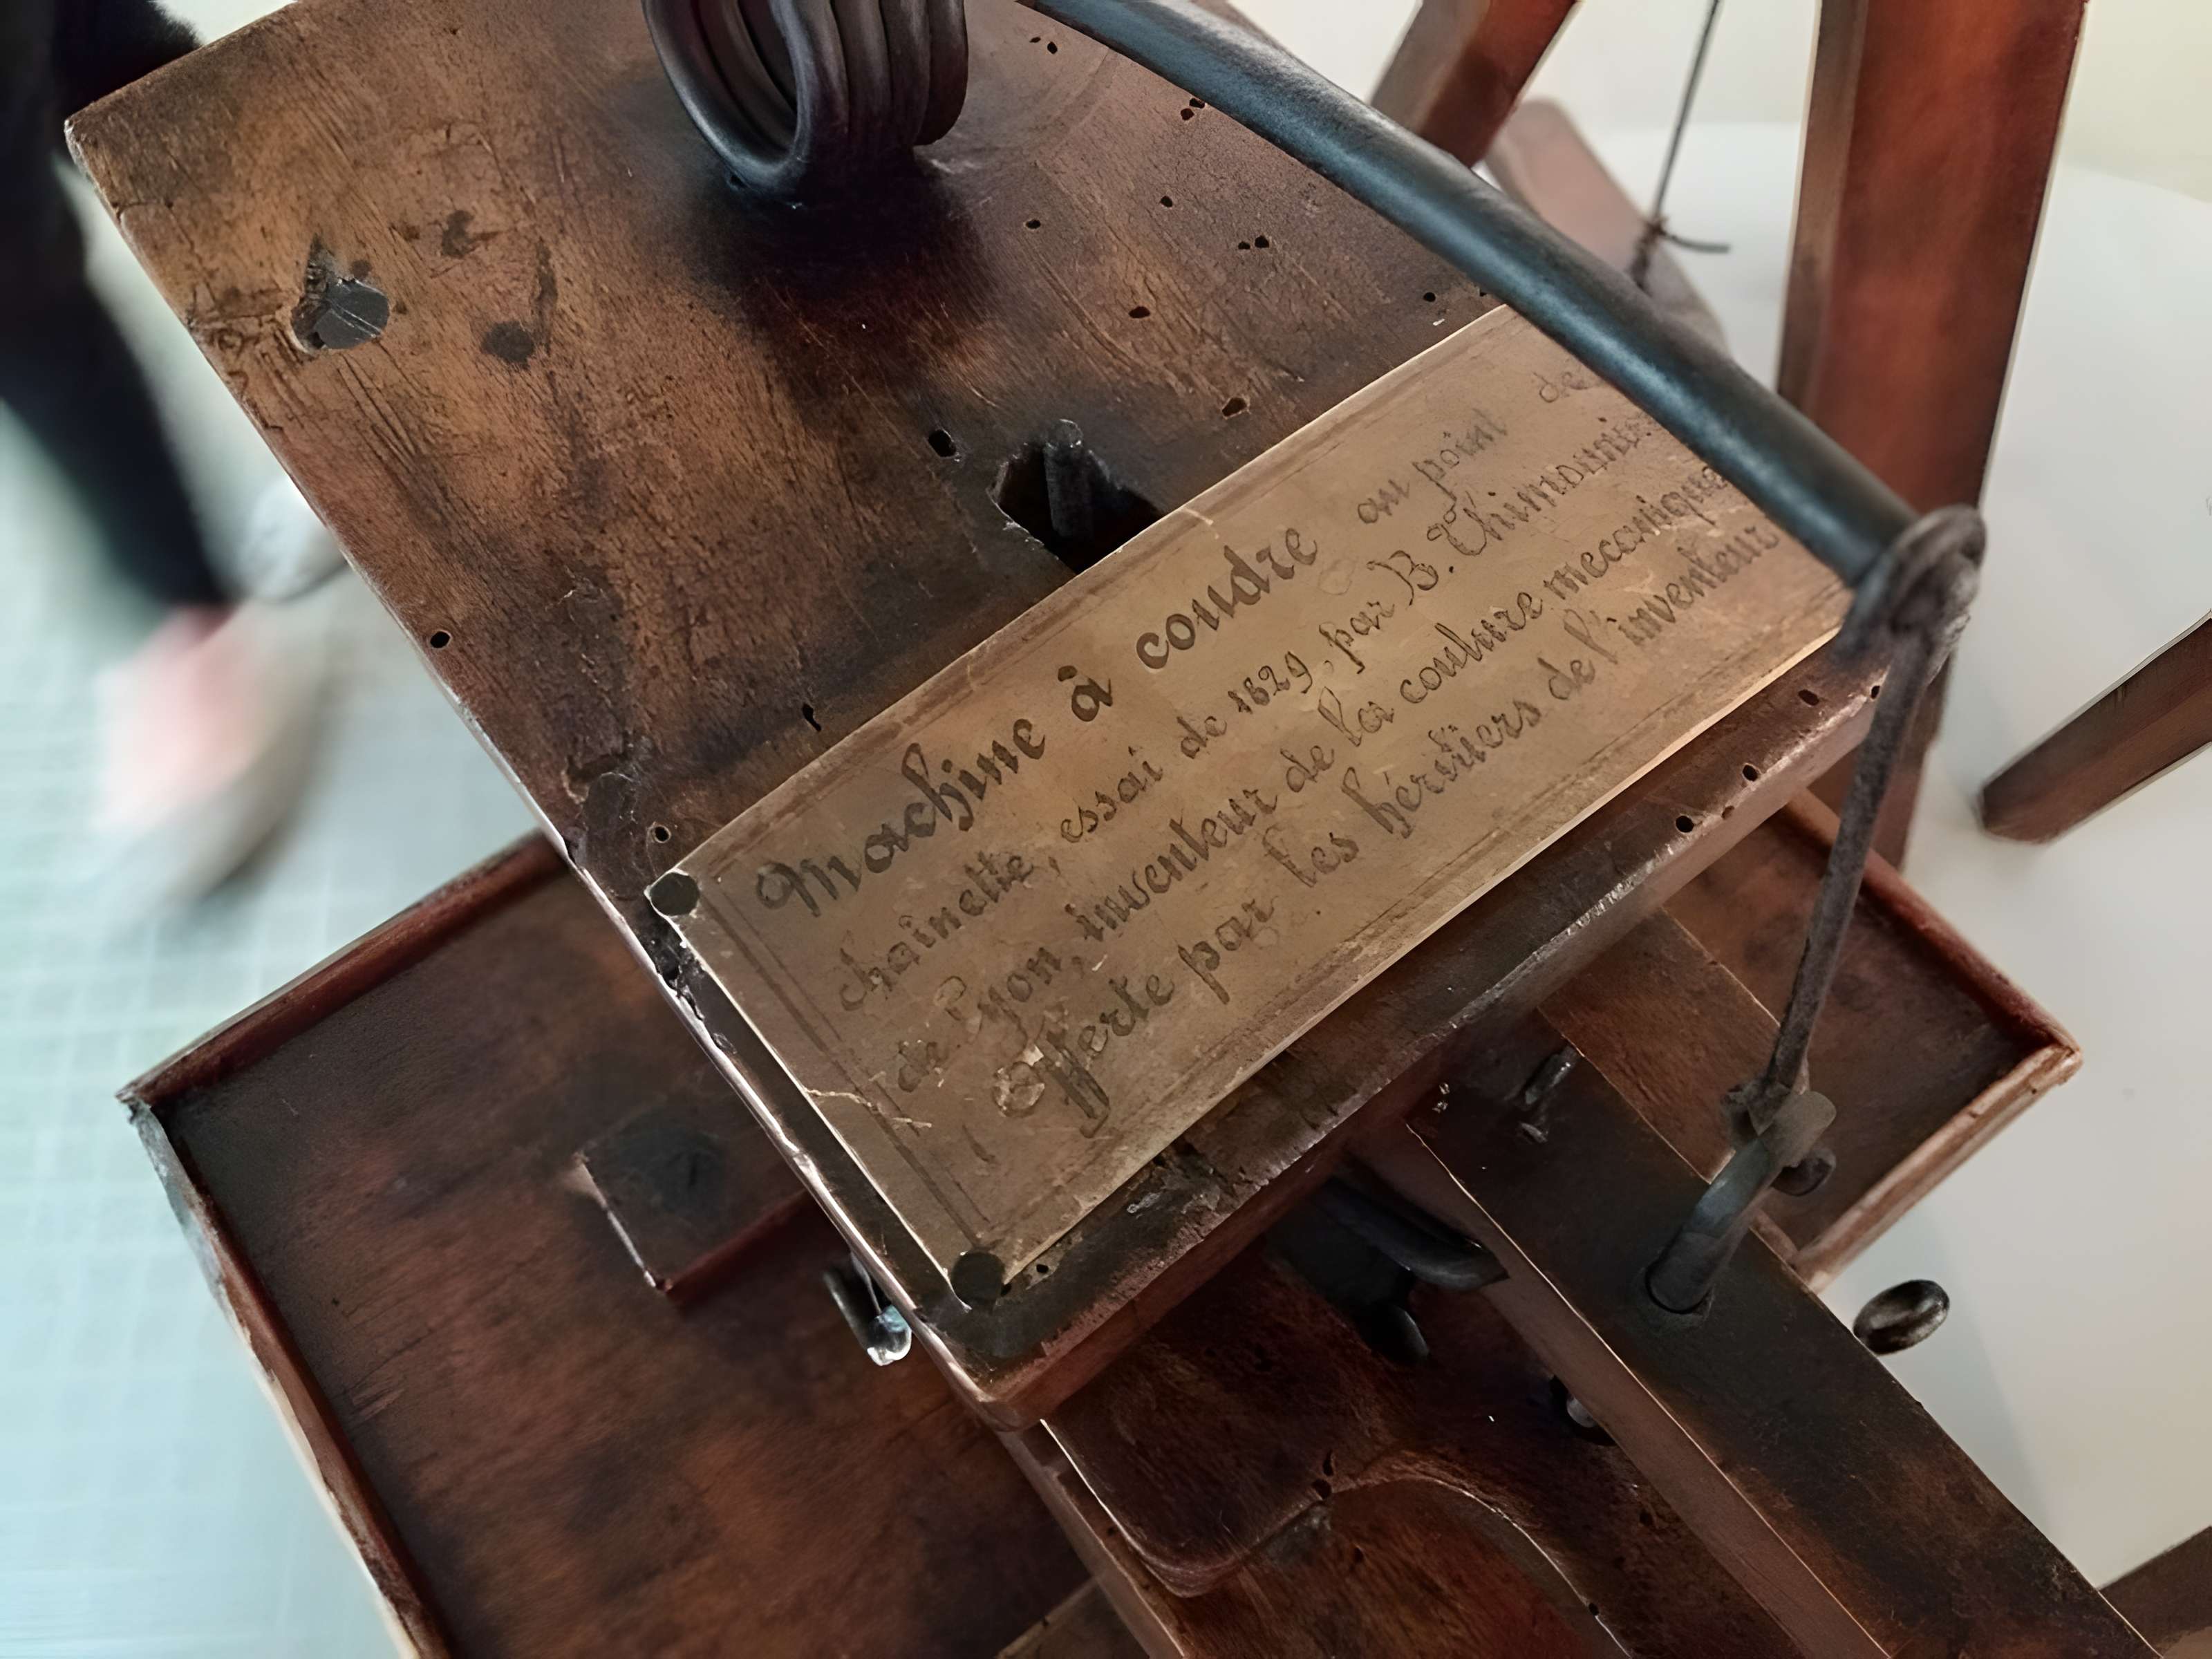 Machine à coudre au point de
chaînette, essai de 1829, par B. Thimonnier
de Lyon, inventeur de la couture mecanique
Offerte par les héritiers de l'inventeur